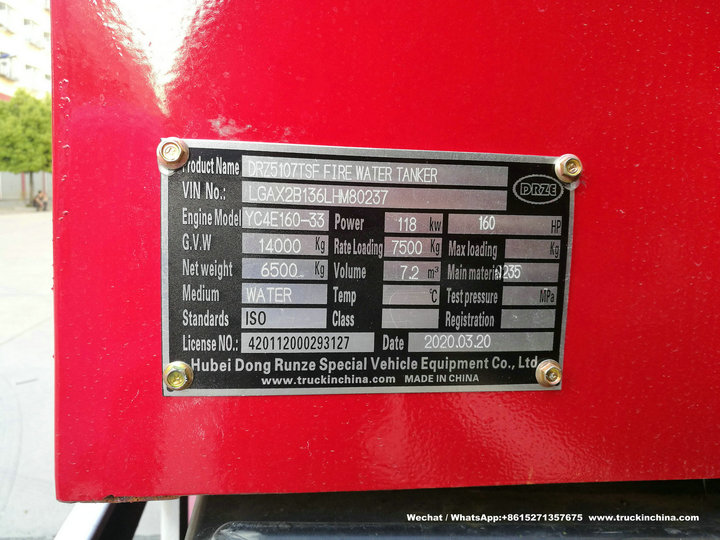 Product Name DRZ5107TSF FIRE WATER TANKER
DRZE
VIN No.: LGAX2B136LHM80237
Engine Model YC4E160-33 Power 118 kw 160 HP
G.V.W 14000 Kg Rate Loading 7500 Kg Max loading Kg
Net weight 6500 Kg Volume 7.2 m³ Main material Q235
Medium WATER Temp °C Test pressure MPa
Standards ISO Class Registration
License NO.: 420112000293127 Date 2020.03.20
Hubei Dong Runze Special Vehicle Equipment Co., Ltd
www.truckinchina.com MADE IN CHINA
Wechat / WhatsApp:+8615271357675 www.truckinchina.com